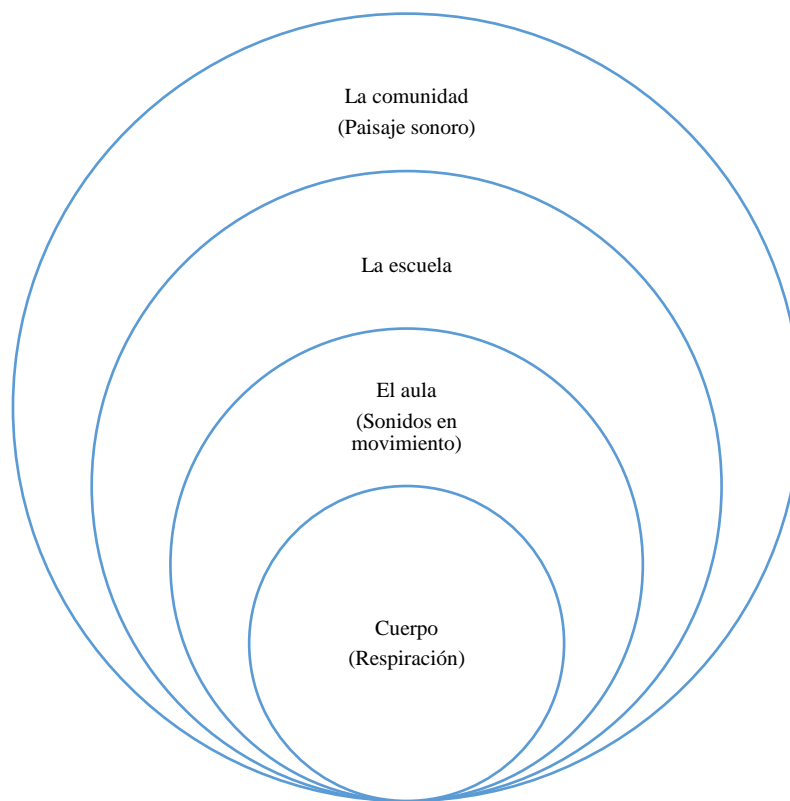 La comunidad
(Paisaje sonoro)
La escuela
El aula
(Sonidos en
movimiento)
Cuerpo
(Respiración)